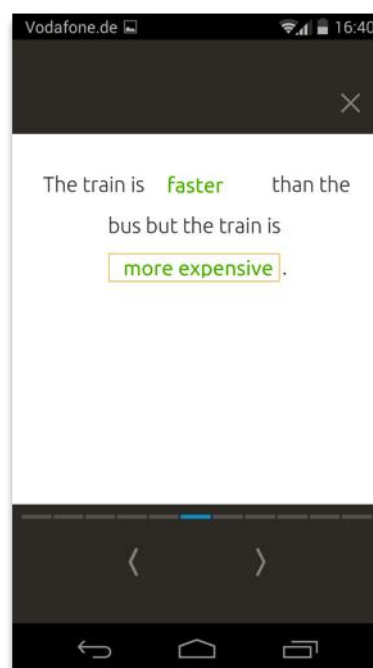 Vodafone.de 16:40
The train is faster than the
bus but the train is
more expensive .